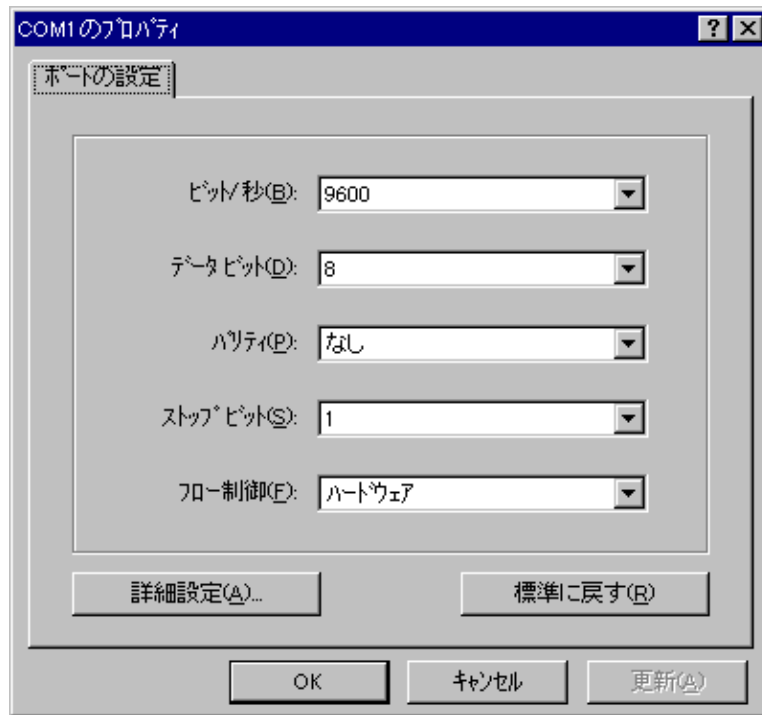 COM1のプロパティ
ポートの設定
ビット/秒(B): 9600
データ ビット(D): 8
パリティ(P): なし
ストップ ビット(S): 1
フロー制御(F): ハードウェア
詳細設定(A)... 標準に戻す(R)
OK キャンセル 更新(A)